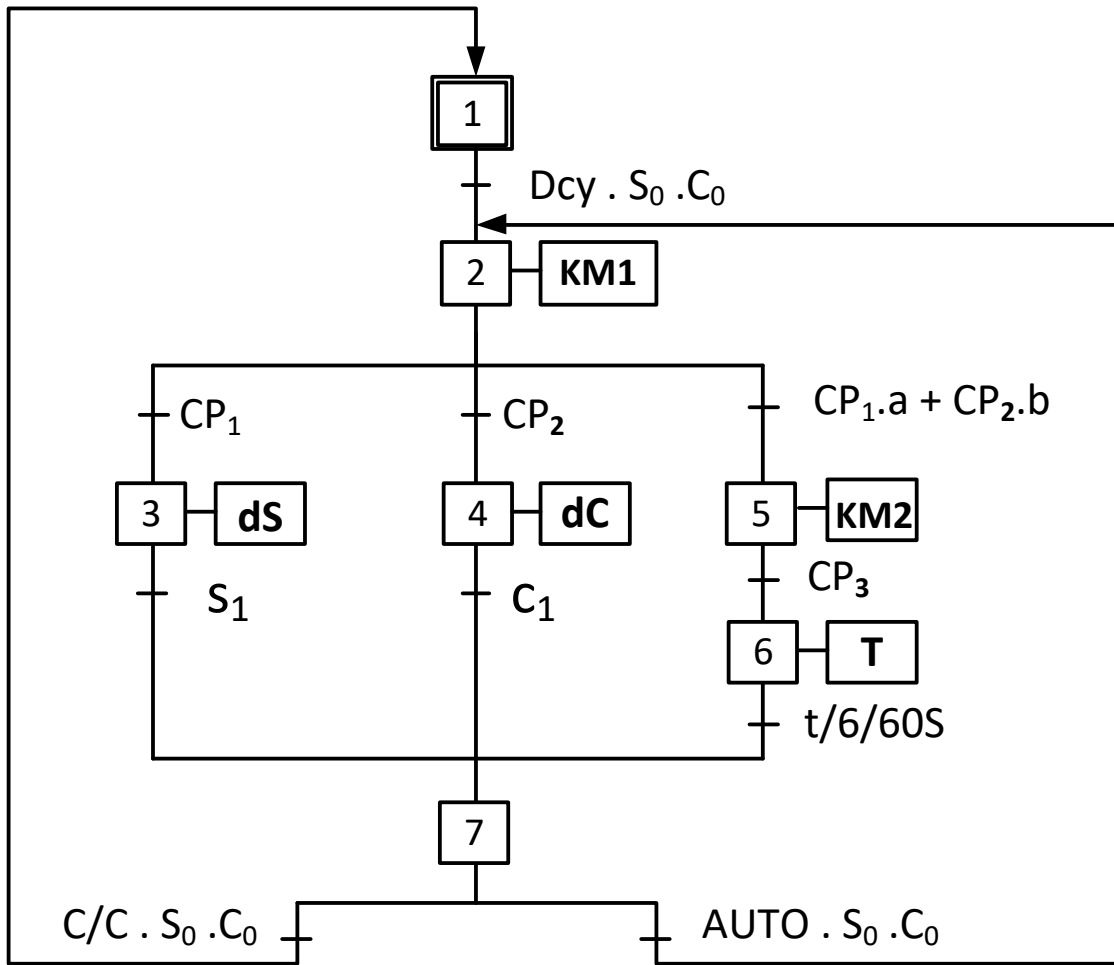 1
Dcy . S₀ .C₀
2 KM1
CP₁ CP₂ CP₁.a + CP₂.b
3 dS 4 dC 5 KM2
S₁ C₁ CP₃
6 T
t/6/60S
7
C/C . S₀ .C₀ AUTO . S₀ .C₀